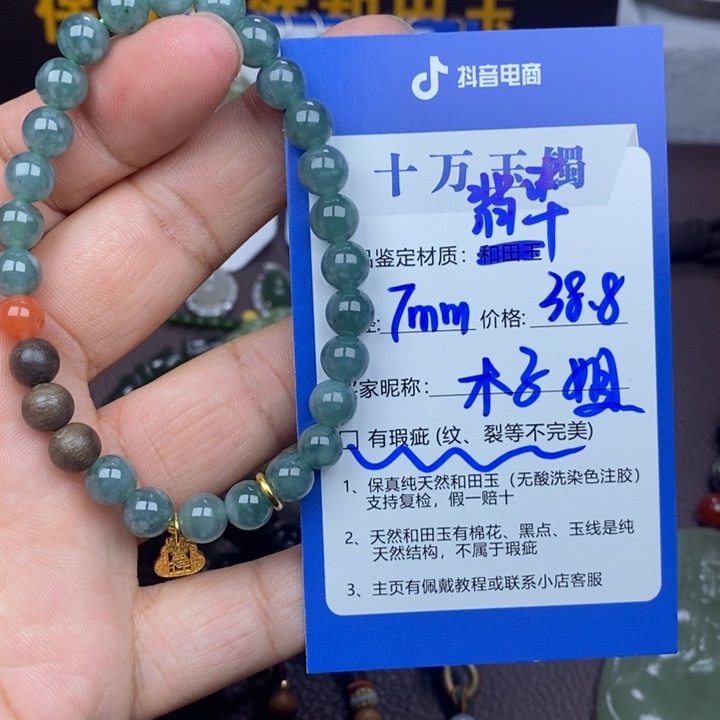 抖音电商
十万玉镯
翡翠
品鉴定材质：和田玉
径: 7mm 价格: 38.8
家昵称: 木子姐
□ 有瑕疵 (纹、裂等不完美)
1、保真纯天然和田玉（无酸洗染色注胶）
支持复检，假一赔十
2、天然和田玉有棉花、黑点、玉线是纯
天然结构，不属于瑕疵
3、主页有佩戴教程或联系小店客服